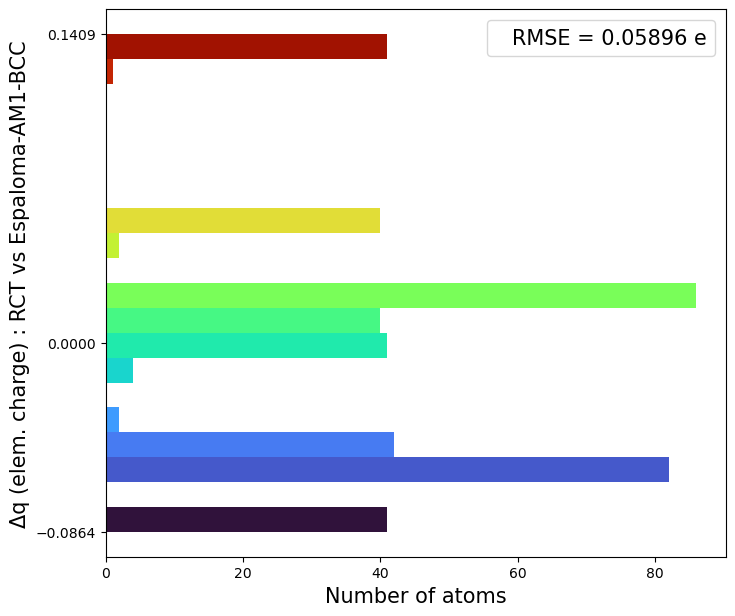 RMSE = 0.05896 e
0.1409
0.0000
−0.0864
Δq (elem. charge) : RCT vs Espaloma-AM1-BCC
0 20 40 60 80
Number of atoms